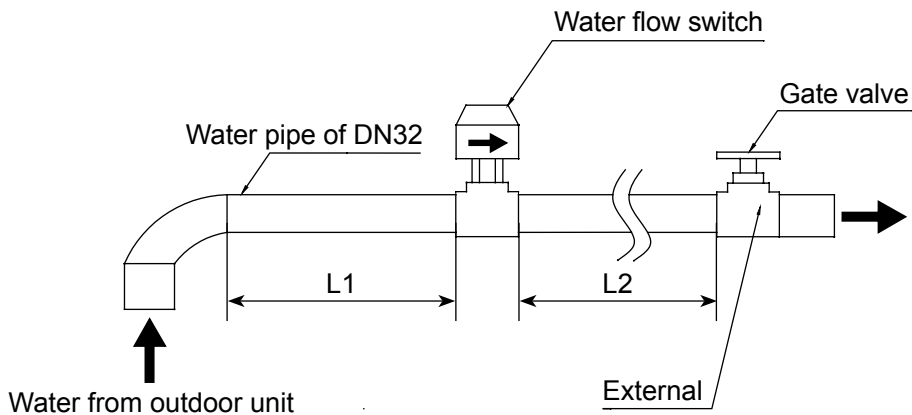 Water flow switch
Gate valve
Water pipe of DN32
L1
L2
Water from outdoor unit
External